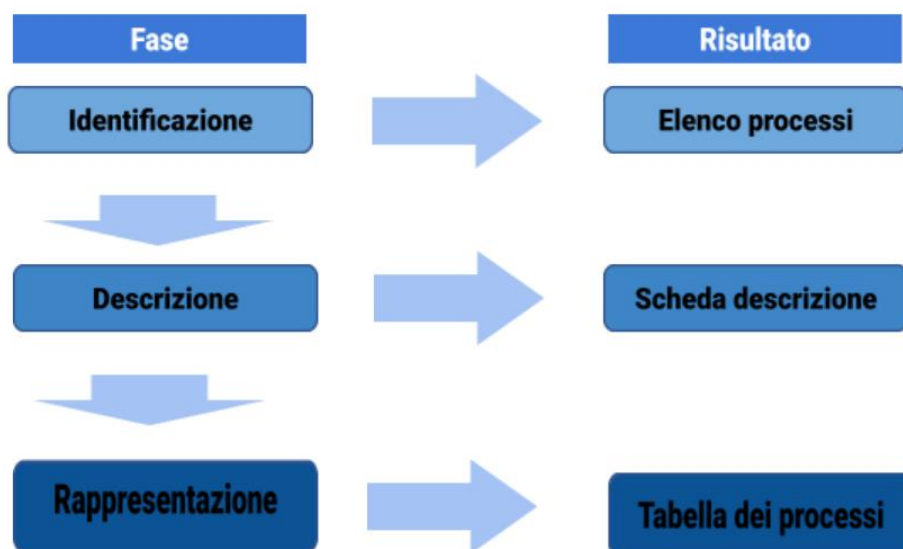 Fase
Risultato
Identificazione
Elenco processi
Descrizione
Scheda descrizione
Rappresentazione
Tabella dei processi